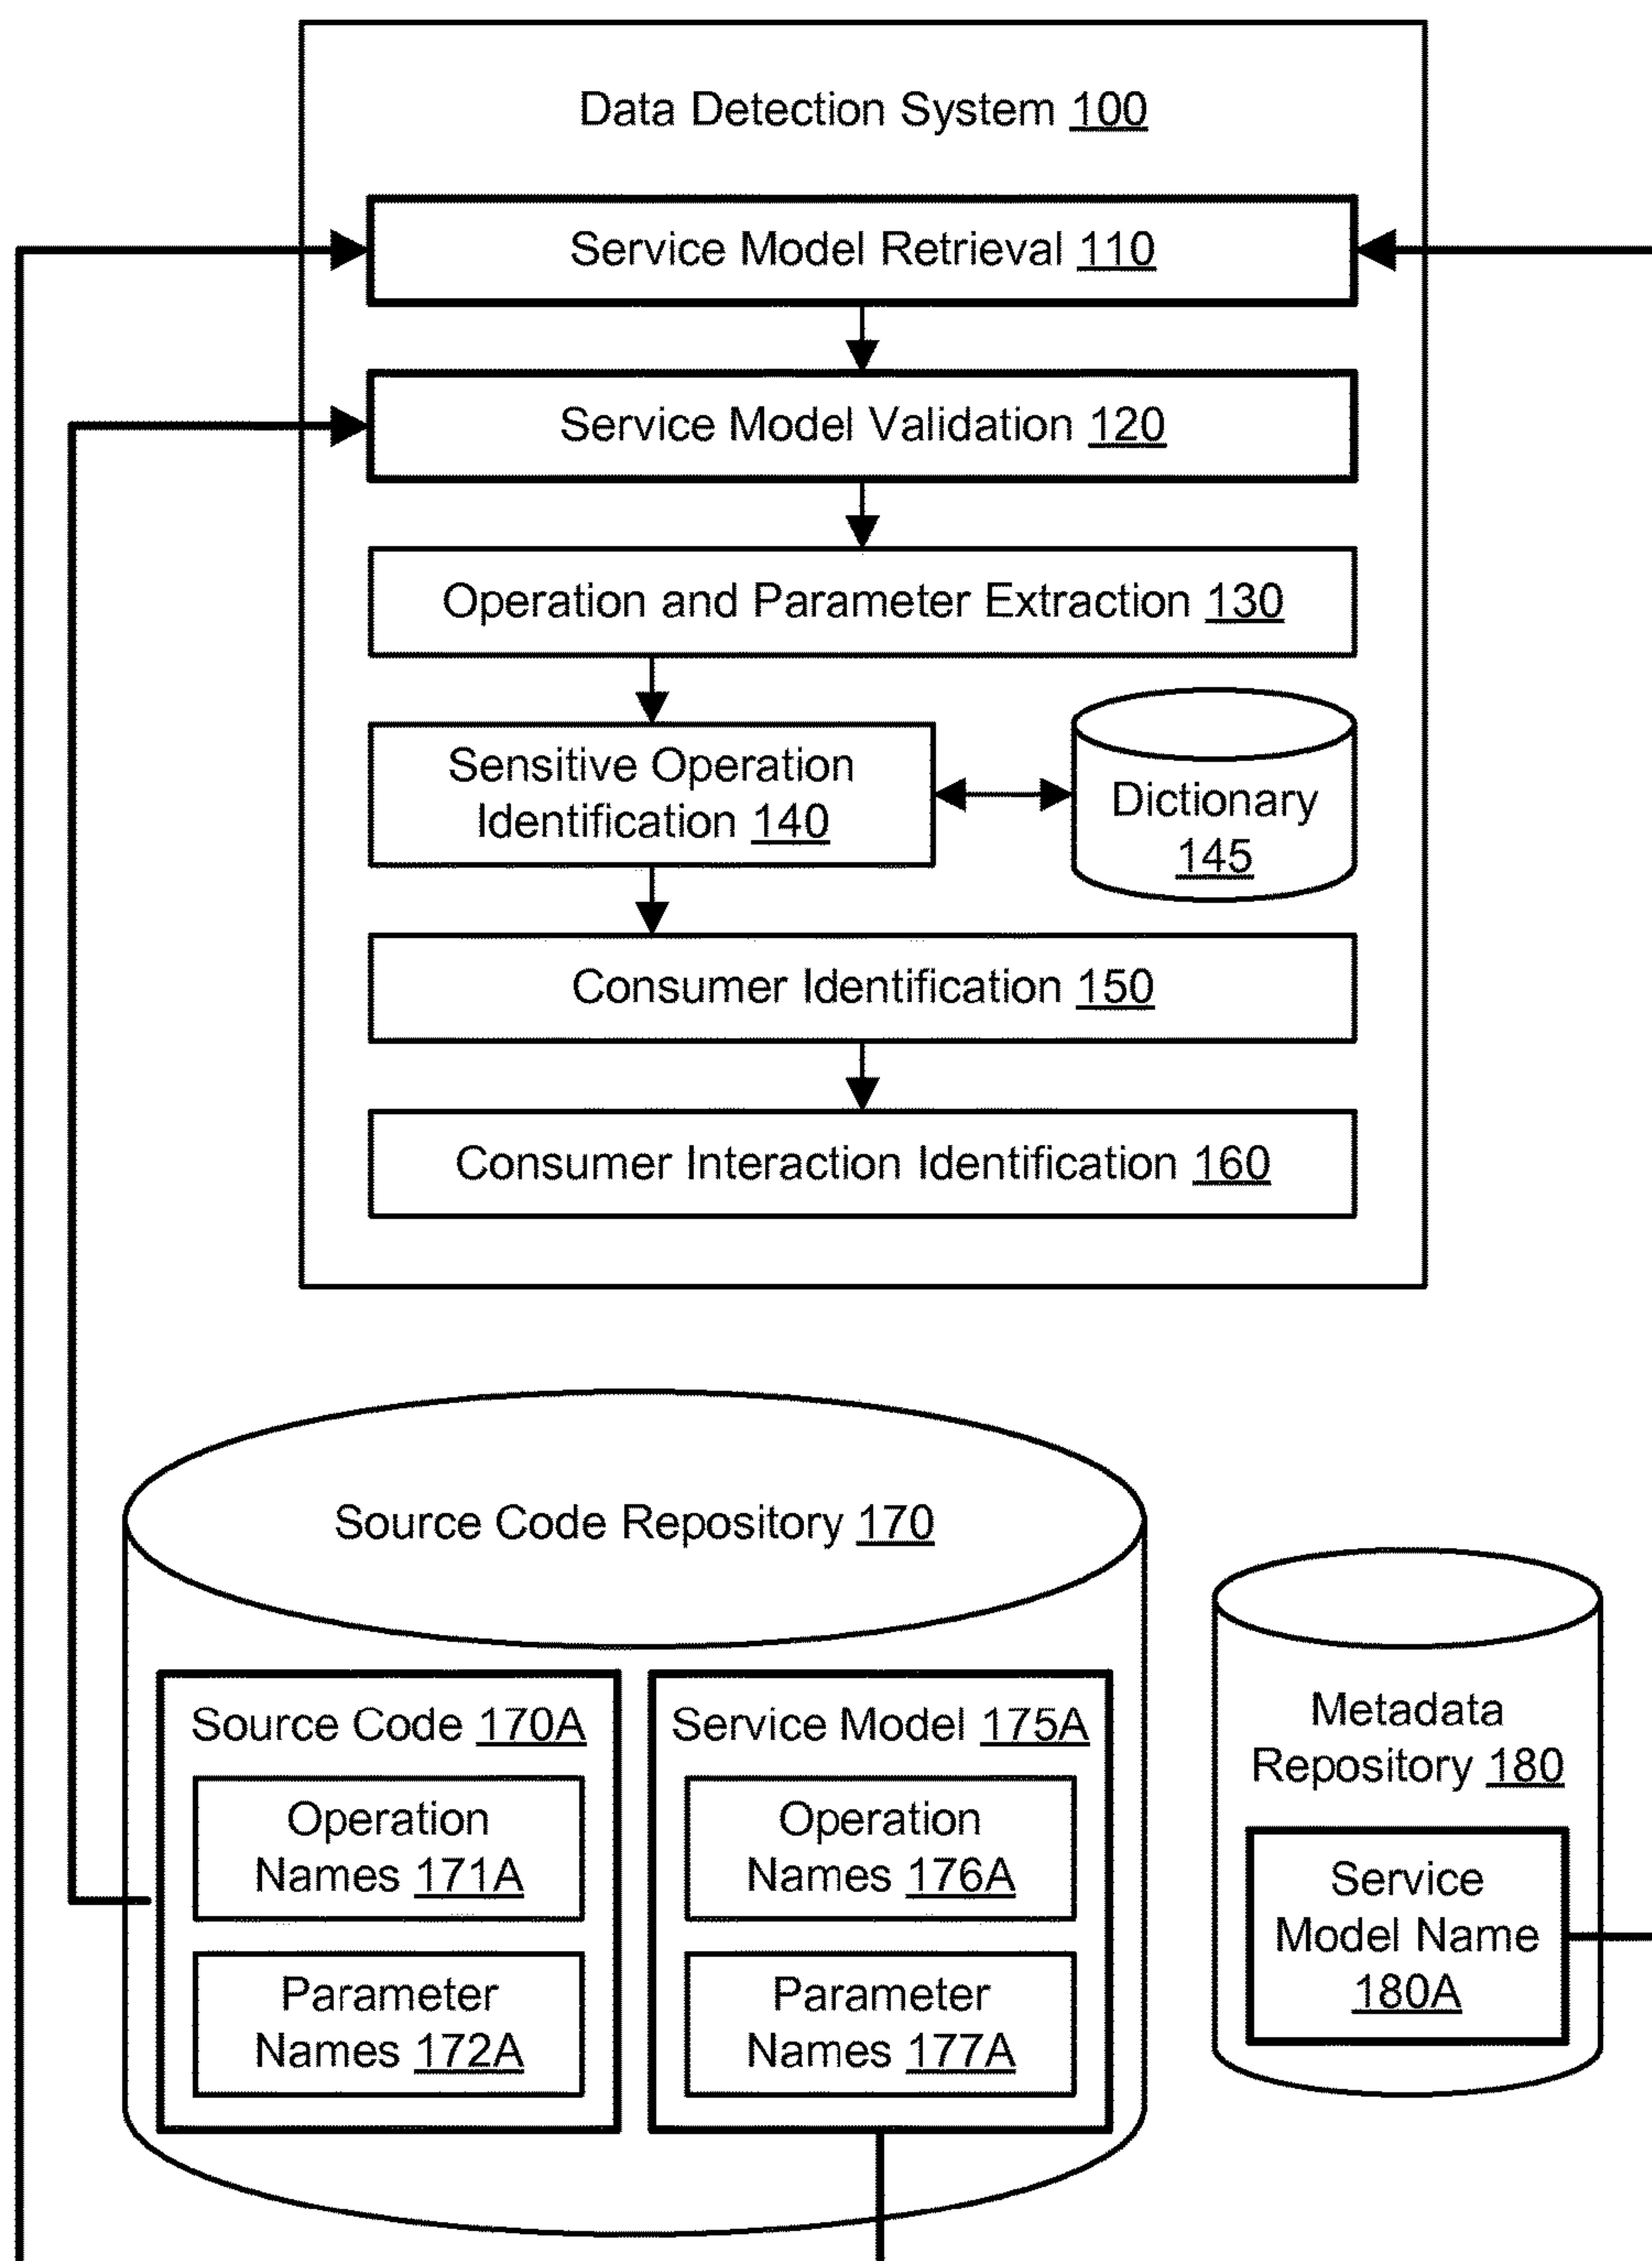 Data Detection System 100
Service Model Retrieval 110
Service Model Validation 120
Operation and Parameter Extraction 130
Sensitive Operation
Identification 140
Dictionary
145
Consumer Identification 150
Consumer Interaction Identification 160
Source Code Repository 170
Source Code 170A
Operation
Names 171A
Parameter
Names 172A
Service Model 175A
Operation
Names 176A
Parameter
Names 177A
Metadata
Repository 180
Service
Model Name
180A